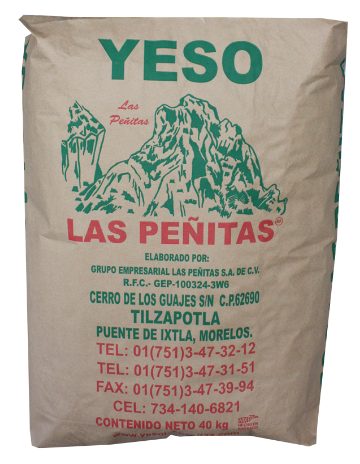 YESO
Las
Peñitas
LAS PEÑITAS
ELABORADO POR:
GRUPO EMPRESARIAL LAS PEÑITAS S.A. DE C.V.
R.F.C.- GEP-100324-3W6
CERRO DE LOS GUAJES S/N C.P.62690
TILZAPOTLA
PUENTE DE IXTLA, MORELOS.
TEL: 01(751)3-47-32-12
TEL: 01(751)3-47-31-51
FAX: 01(751)3-47-39-94
CEL: 734-140-6821
CONTENIDO NETO 40 kg